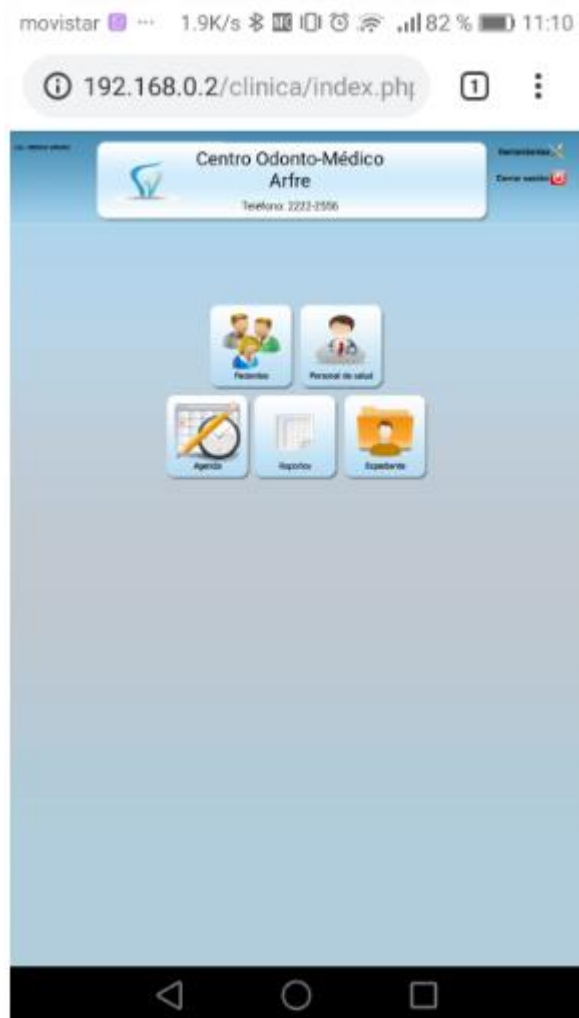 movistar ... 1.9K/s 82 % 11:10
192.168.0.2/clinica/index.php
1
Centro Odonto-Médico
Arfre
Teléfono: 2222-2556
Herramientas
Cerrar sesión
Pacientes
Personal de salud
Agenda
Reportes
Expediente